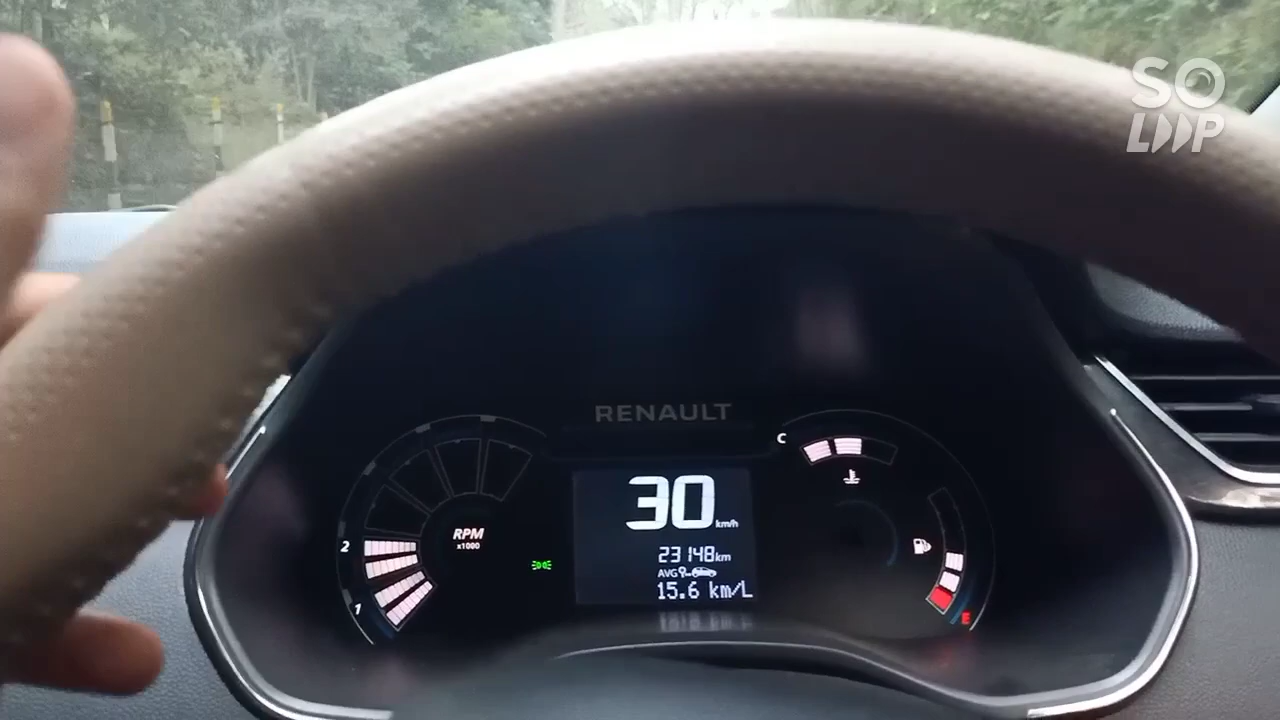 SO
LOOP
RENAULT
C
30 km/h
2
RPM
x1000
23148km
AVG
15.6 km/L
1
E